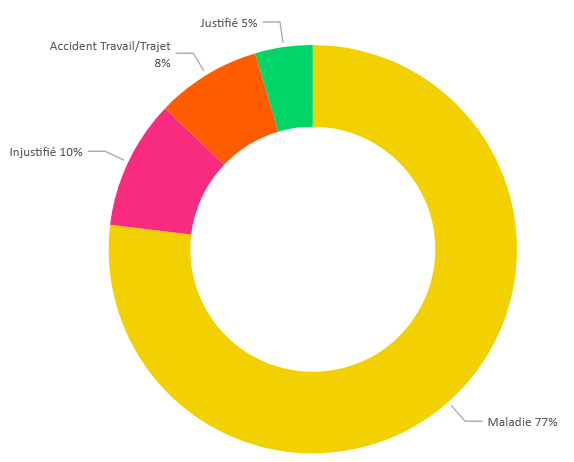 Justifié 5%
Accident Travail/Trajet
8%
Injustifié 10%
Maladie 77%